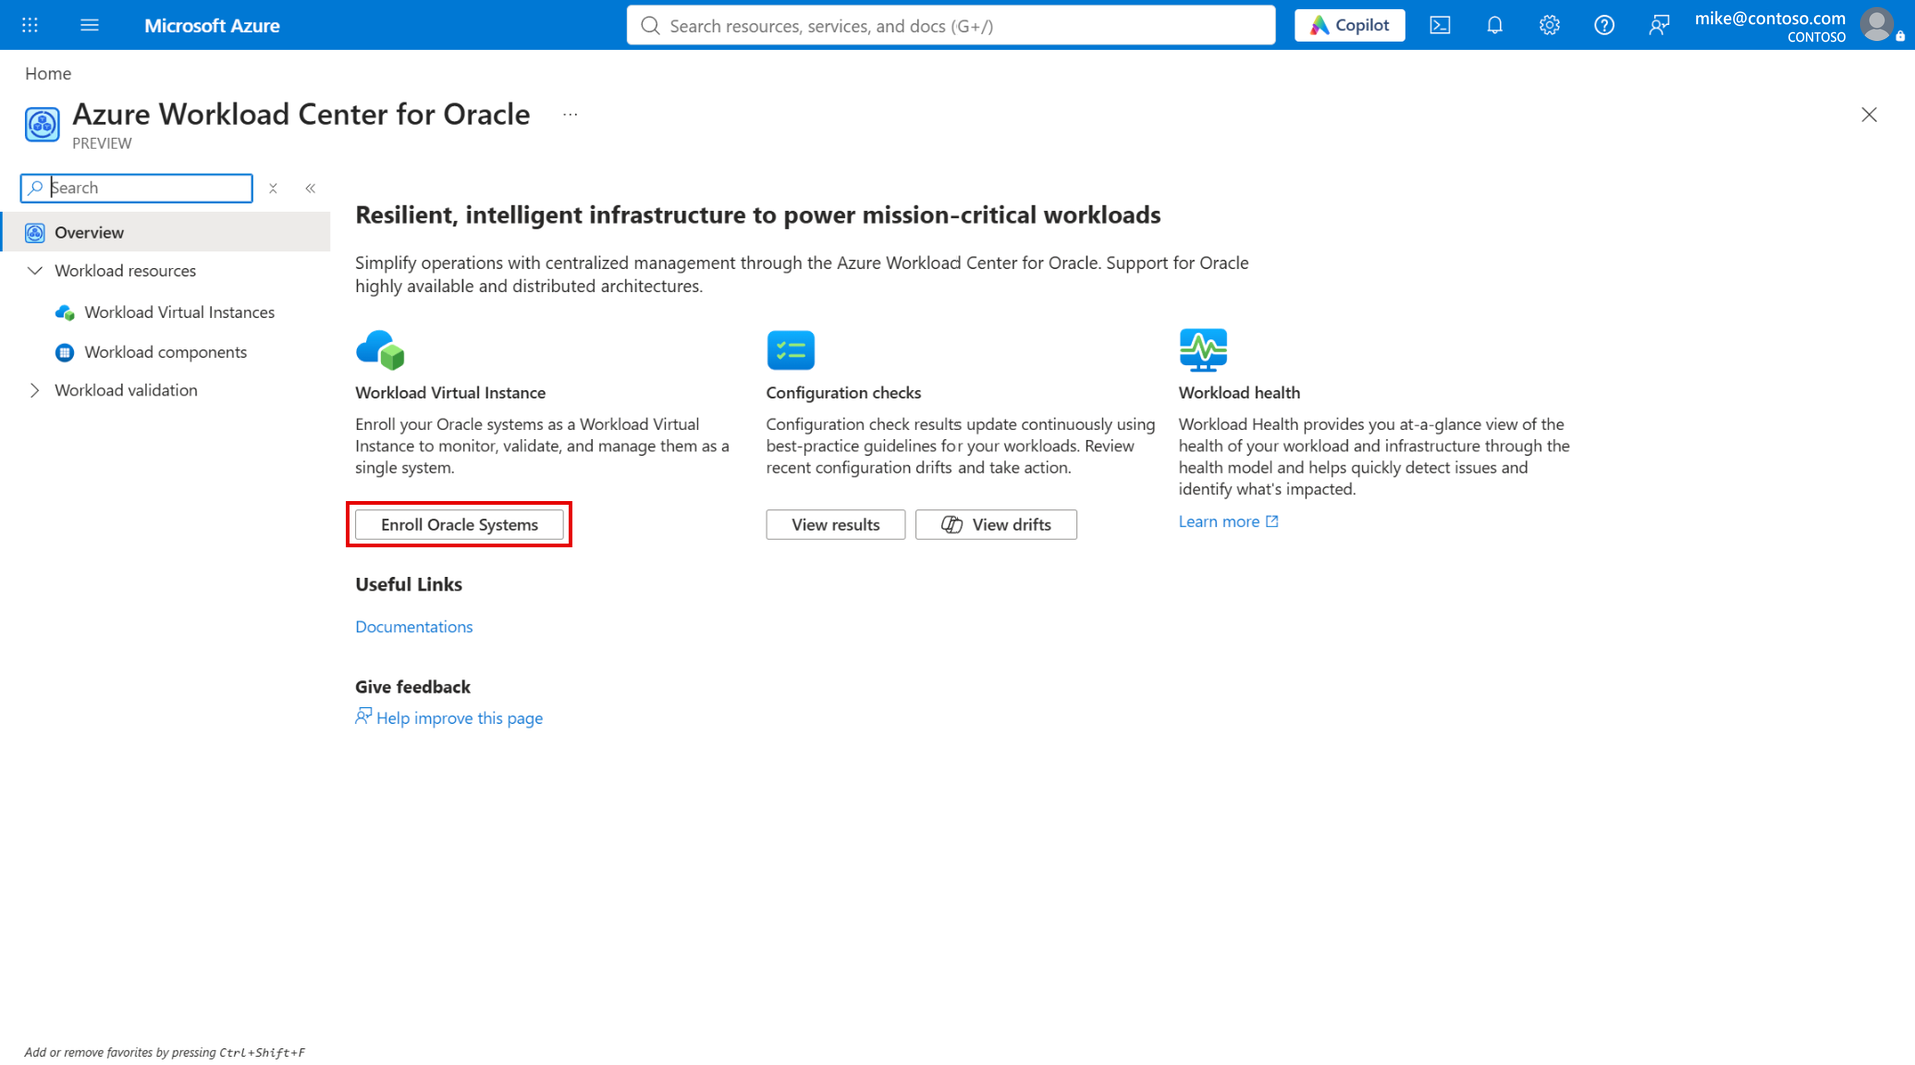 Microsoft Azure
Search resources, services, and docs (G+/)
Copilot
mike@contoso.com
CONTOSO
Home
Azure Workload Center for Oracle
...
PREVIEW
Search
Overview
Workload resources
Workload Virtual Instances
Workload components
Workload validation
Resilient, intelligent infrastructure to power mission-critical workloads
Simplify operations with centralized management through the Azure Workload Center for Oracle. Support for Oracle
highly available and distributed architectures.
Workload Virtual Instance
Enroll your Oracle systems as a Workload Virtual
Instance to monitor, validate, and manage them as a
single system.
Enroll Oracle Systems
Configuration checks
Configuration check results update continuously using
best-practice guidelines for your workloads. Review
recent configuration drifts and take action.
View results
View drifts
Workload health
Workload Health provides you at-a-glance view of the
health of your workload and infrastructure through the
health model and helps quickly detect issues and
identify what's impacted.
Learn more
Useful Links
Documentations
Give feedback
Help improve this page
Add or remove favorites by pressing Ctrl+Shift+F